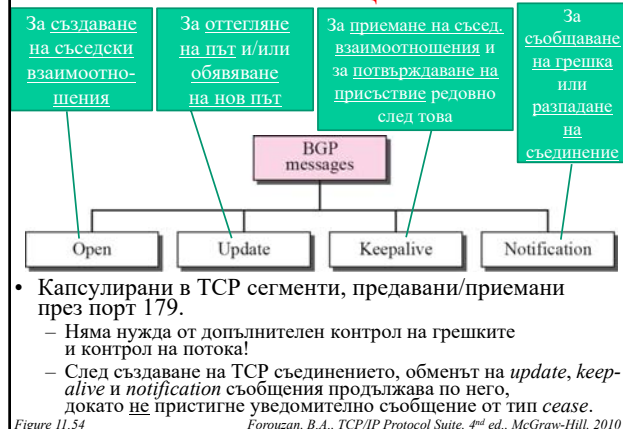 За създаване
на съседски
взаимоотно-
шения
За оттегляне
на път и/или
обявяване
на нов път
За приемане на съсед.
взаимоотношения и
за потвърждаване на
присъствие редовно
след това
За
съобщаване
на грешка
или
разпадане
на
съединение
BGP
messages
Open
Update
Keepalive
Notification
• Капсулирани в TCP сегменти, предавани/приемани
през порт 179.
– Няма нужда от допълнителен контрол на грешките
и контрол на потока!
– След създаване на TCP съединението, обменът на update, keep-
alive и notification съобщения продължава по него,
докато не пристигне уведомително съобщение от тип cease.
Figure 11.54
Forouzan, B.A., TCP/IP Protocol Suite, 4nd ed., McGraw-Hill, 2010